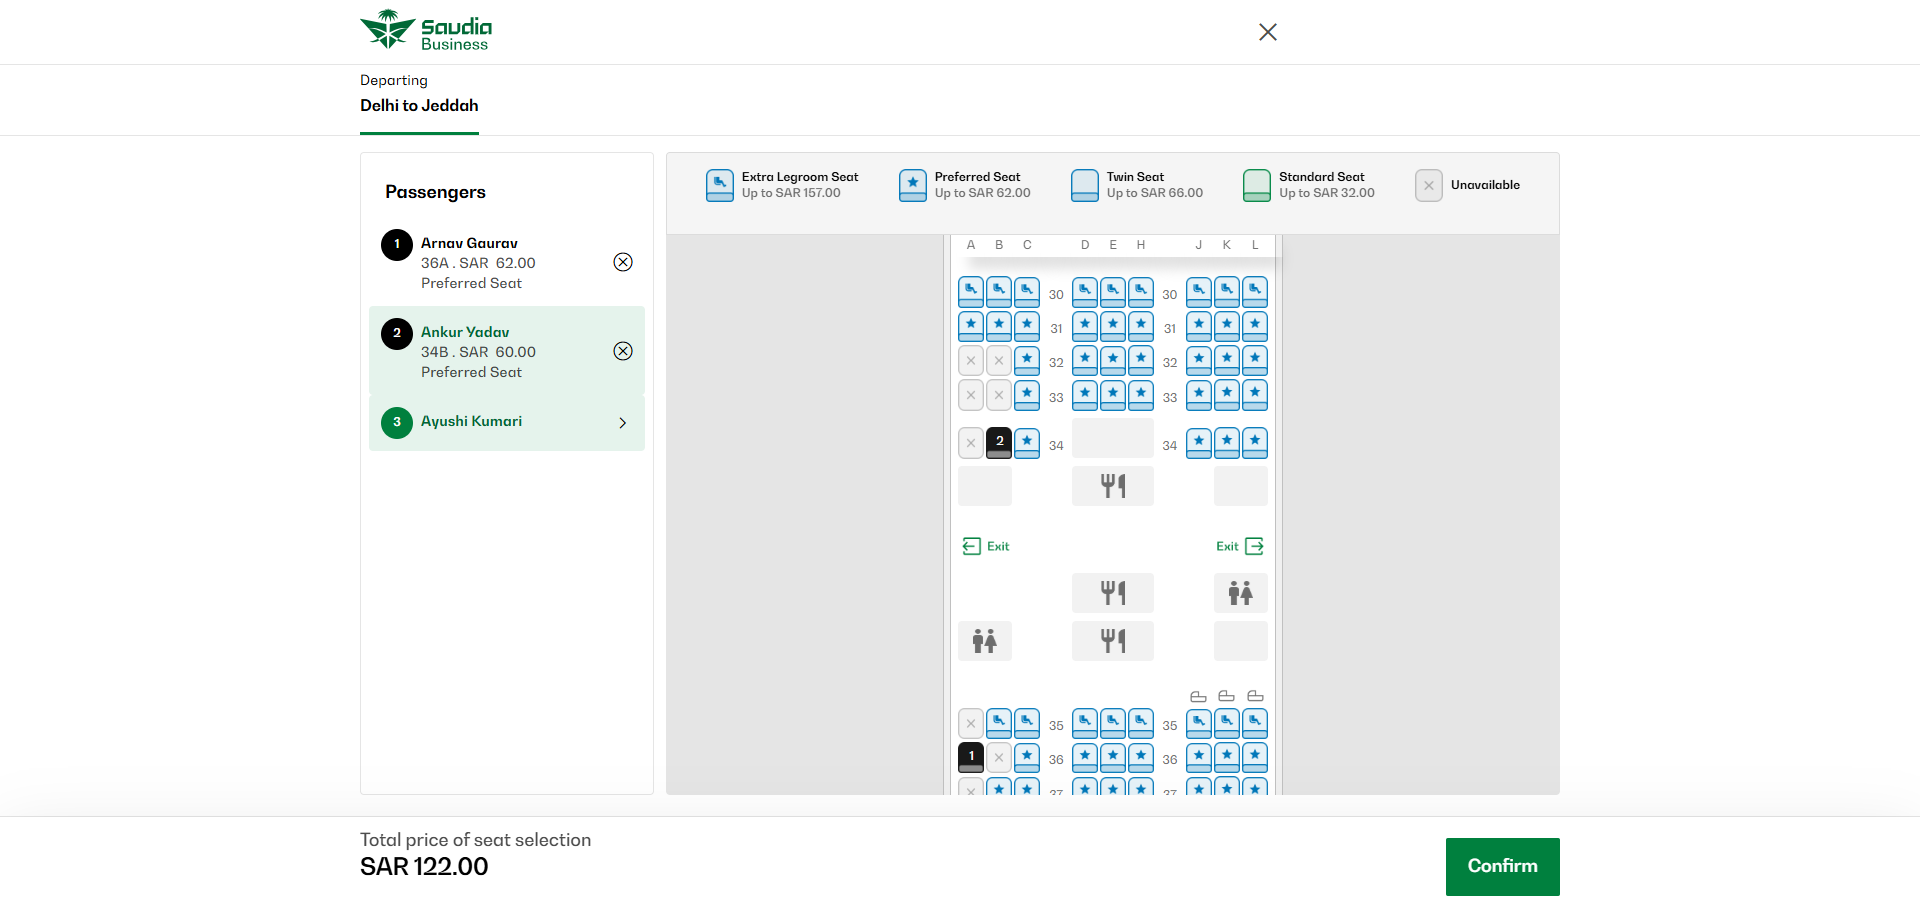 Saudia
Business
Departing
Delhi to Jeddah
Passengers
1
Arnav Gaurav
36A . SAR 62.00
Preferred Seat
2
Ankur Yadav
34B . SAR 60.00
Preferred Seat
3
Ayushi Kumari
Extra Legroom Seat
Up to SAR 157.00
Preferred Seat
Up to SAR 62.00
Twin Seat
Up to SAR 66.00
Standard Seat
Up to SAR 32.00
Unavailable
A B C D E H J K L
30 30
31 31
32 32
33 33
2 34 34
Exit Exit
35 35
1 36 36
37 37
Total price of seat selection
SAR 122.00
Confirm